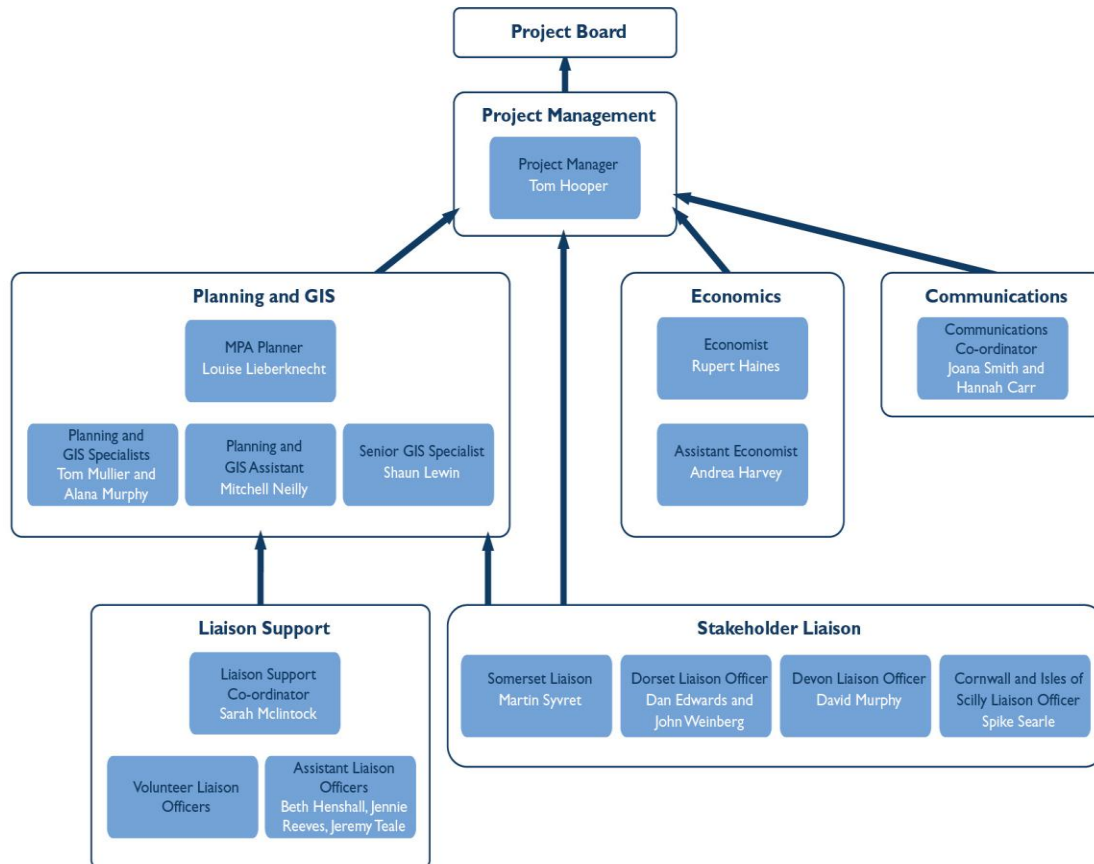 Project Board
Project Management
Project Manager
Tom Hooper
Planning and GIS
MPA Planner
Louise Lieberknecht
Planning and
GIS Specialists
Tom Mullier and
Alana Murphy
Planning and
GIS Assistant
Mitchell Neilly
Senior GIS Specialist
Shaun Lewin
Economics
Economist
Rupert Haines
Assistant Economist
Andrea Harvey
Communications
Communications
Co-ordinator
Joana Smith and
Hannah Carr
Liaison Support
Liaison Support
Co-ordinator
Sarah Mclintock
Volunteer Liaison
Officers
Assistant Liaison
Officers
Beth Henshall, Jennie
Reeves, Jeremy Teale
Stakeholder Liaison
Somerset Liaison
Martin Syvret
Dorset Liaison Officer
Dan Edwards and
John Weinberg
Devon Liaison Officer
David Murphy
Cornwall and Isles of
Scilly Liaison Officer
Spike Searle